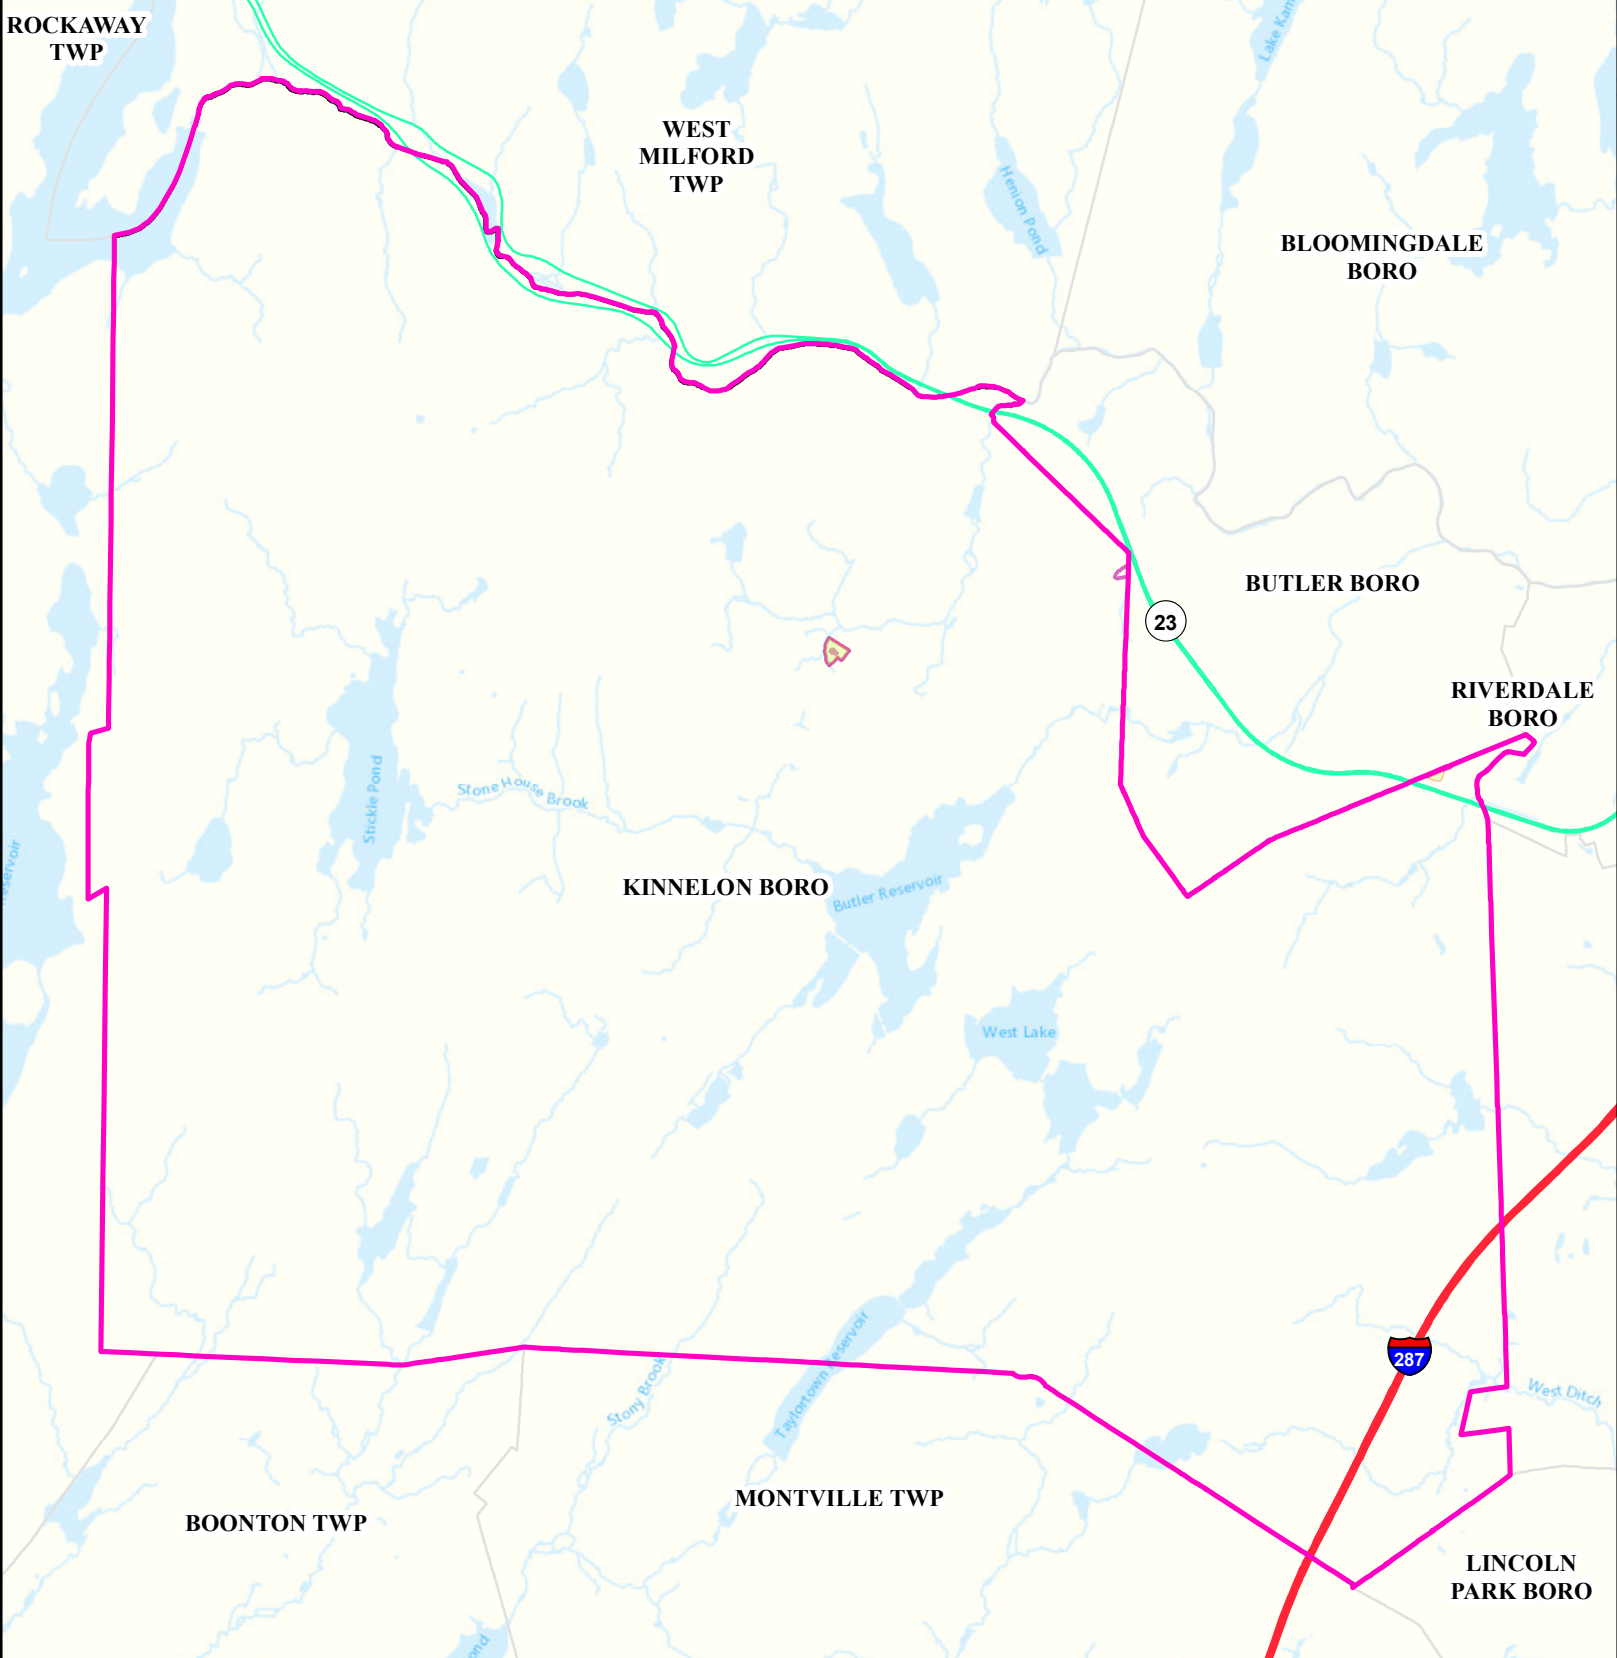 ROCKAWAY
TWP
Lake Kam
WEST
MILFORD
TWP
Henion Pond
BLOOMINGDALE
BORO
BUTLER BORO
23
RIVERDALE
BORO
Stickle Pond
Stone House Brook
KINNELON BORO
Butler Reservoir
West Lake
287
Taylortown Reservoir
Stony Brook
West Ditch
MONTVILLE TWP
BOONTON TWP
LINCOLN
PARK BORO